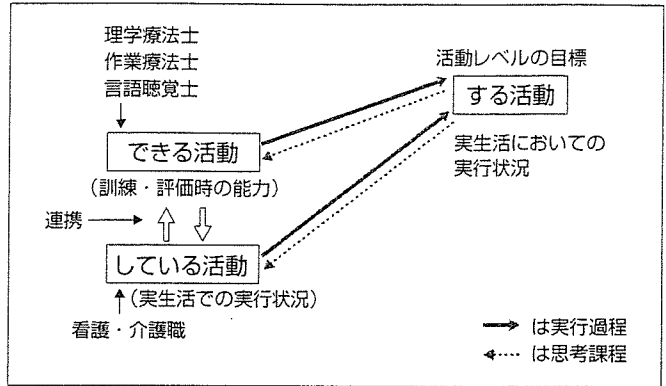 理学療法士
作業療法士
言語聴覚士
活動レベルの目標
する活動
できる活動
(訓練・評価時の能力)
実生活においての
実行状況
連携
している活動
(実生活での実行状況)
看護・介護職
は実行過程
は思考課程